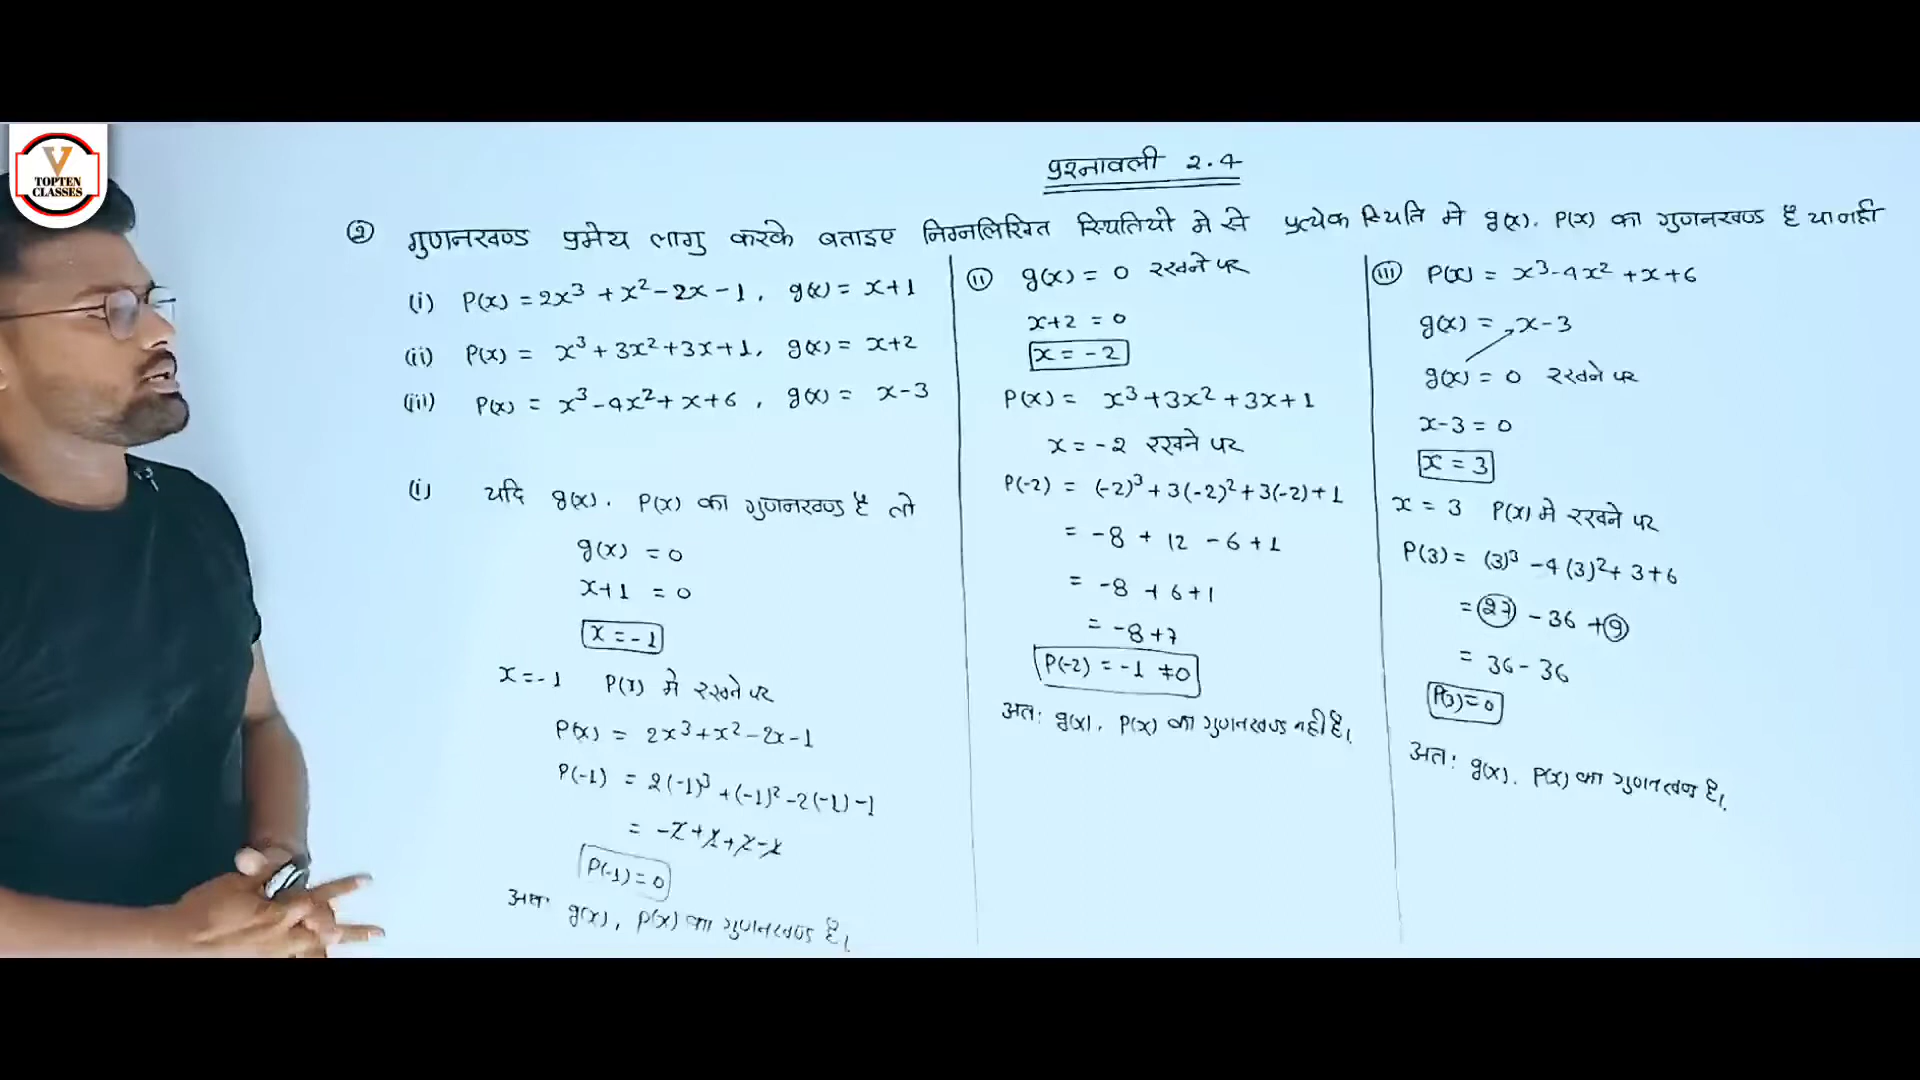 V
TOPTEN
CLASSES
प्रश्नावली 2.4
② गुणनखण्ड प्रमेय लागु करके बताइए निम्नलिखित स्थितियो मे से प्रत्येक स्थिति मे g(x). P(x) का गुणनखण्ड है या नही
(i) P(x) = 2x³ + x² - 2x - 1, g(x) = x+1
(ii) P(x) = x³ + 3x² + 3x + 1, g(x) = x+2
(iii) P(x) = x³ - 4x² + x + 6, g(x) = x-3
(i) यदि g(x). P(x) का गुणनखण्ड है तो
g(x) = 0
x+1 = 0
x = -1
x = -1 P(x) मे रखने पर
P(x) = 2x³ + x² - 2x - 1
P(-1) = 2(-1)³ + (-1)² - 2(-1) - 1
= -2 + 1 + 2 - 1
P(-1) = 0
अतः g(x), P(x) का गुणनखण्ड है।
(ii) g(x) = 0 रखने पर
x+2 = 0
x = -2
P(x) = x³ + 3x² + 3x + 1
x = -2 रखने पर
P(-2) = (-2)³ + 3(-2)² + 3(-2) + 1
= -8 + 12 - 6 + 1
= -8 + 6 + 1
= -8 + 7
P(-2) = -1 ≠ 0
अतः g(x), P(x) का गुणनखण्ड नही है।
(iii) P(x) = x³ - 4x² + x + 6
g(x) = x - 3
g(x) = 0 रखने पर
x - 3 = 0
x = 3
x = 3 P(x) मे रखने पर
P(3) = (3)³ - 4(3)² + 3 + 6
= 27 - 36 + 9
= 36 - 36
P(3) = 0
अतः g(x). P(x) का गुणनखण्ड है।